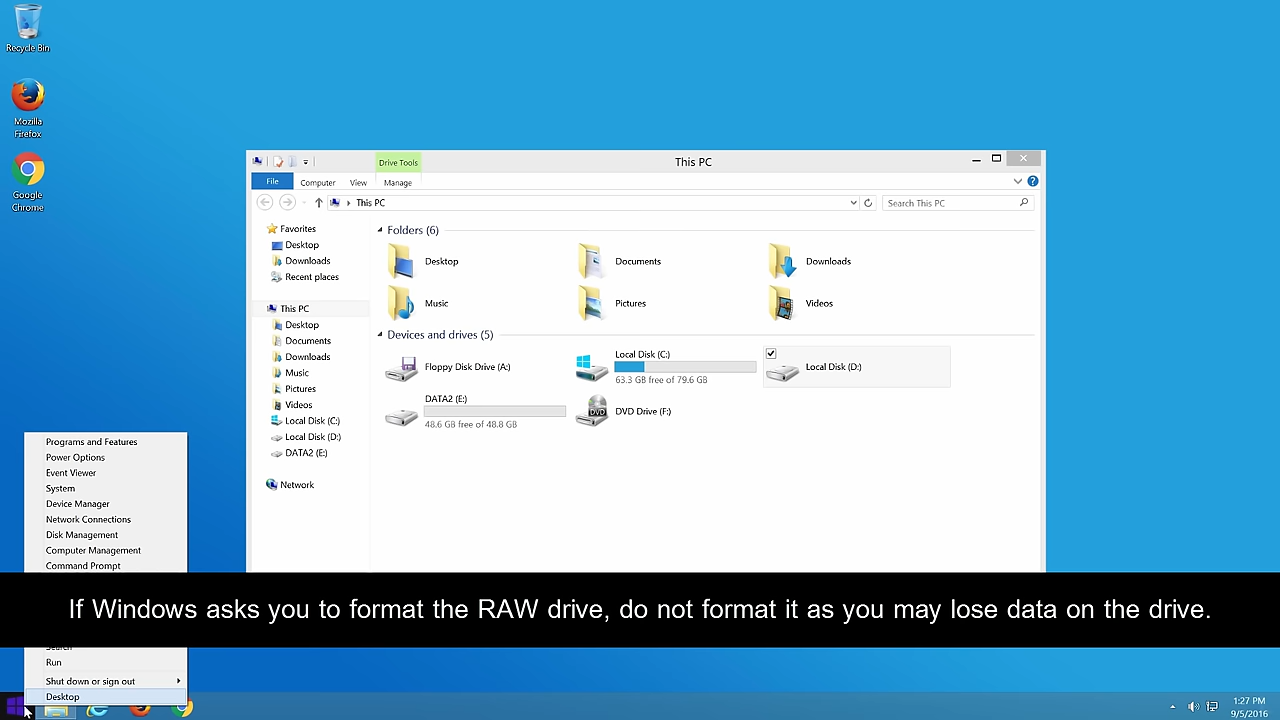 Recycle Bin
Mozilla
Firefox
Google
Chrome
Drive Tools
This PC
File
Computer
View
Manage
This PC
Search This PC
Favorites
Desktop
Downloads
Recent places
This PC
Desktop
Documents
Downloads
Music
Pictures
Videos
Local Disk (C:)
Local Disk (D:)
DATA2 (E:)
Network
Folders (6)
Desktop
Documents
Downloads
Music
Pictures
Videos
Devices and drives (5)
Floppy Disk Drive (A:)
Local Disk (C:)
63.3 GB free of 79.6 GB
Local Disk (D:)
DATA2 (E:)
48.6 GB free of 48.8 GB
DVD
DVD Drive (F:)
Programs and Features
Power Options
Event Viewer
System
Device Manager
Network Connections
Disk Management
Computer Management
Command Prompt
If Windows asks you to format the RAW drive, do not format it as you may lose data on the drive.
Search
Run
Shut down or sign out
Desktop
1:27 PM
9/5/2016